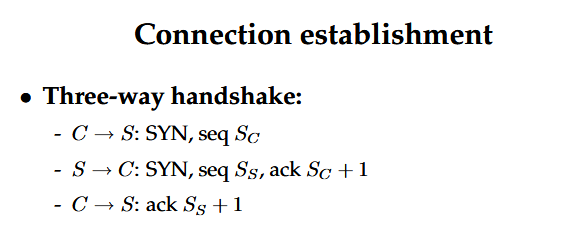 Connection establishment
• Three-way handshake:
- C → S: SYN, seq S_C
- S → C: SYN, seq S_S, ack S_C + 1
- C → S: ack S_S + 1